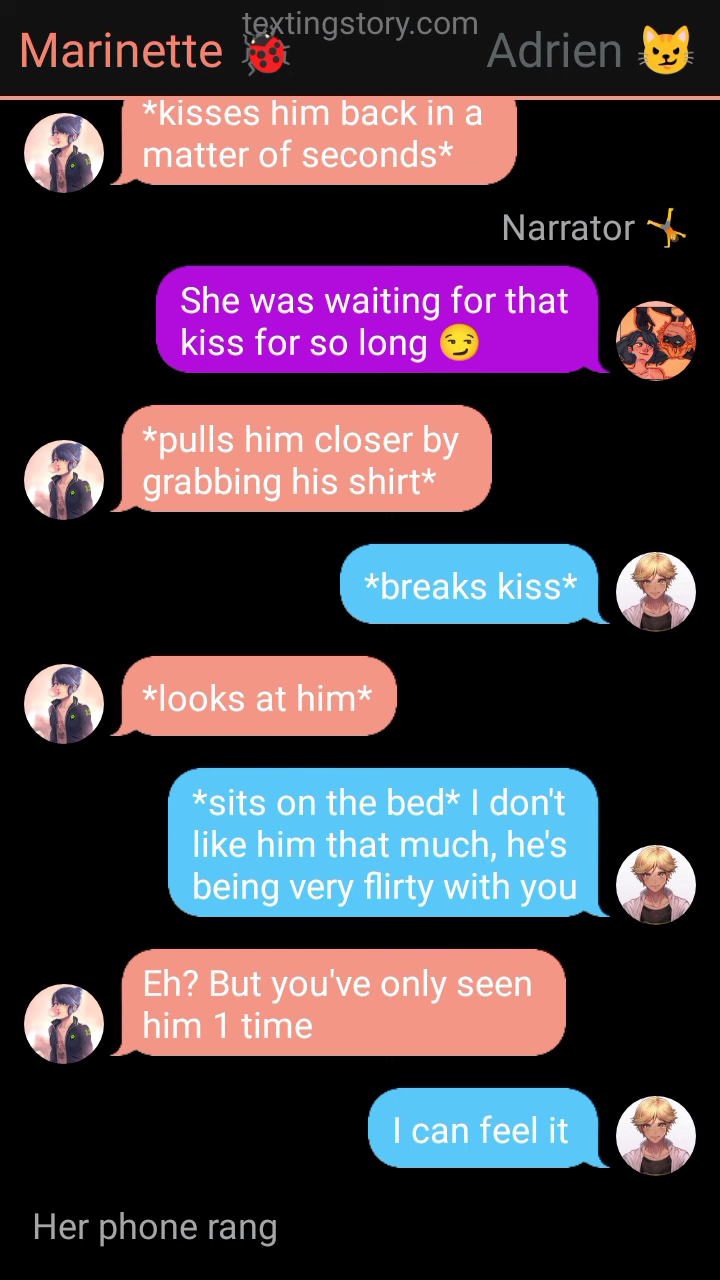 textingstory.com
Marinette 🐞 Adrien 😼
*kisses him back in a
matter of seconds*
Narrator 🤸
She was waiting for that
kiss for so long 😏
*pulls him closer by
grabbing his shirt*
*breaks kiss*
*looks at him*
*sits on the bed* I don't
like him that much, he's
being very flirty with you
Eh? But you've only seen
him 1 time
I can feel it
Her phone rang